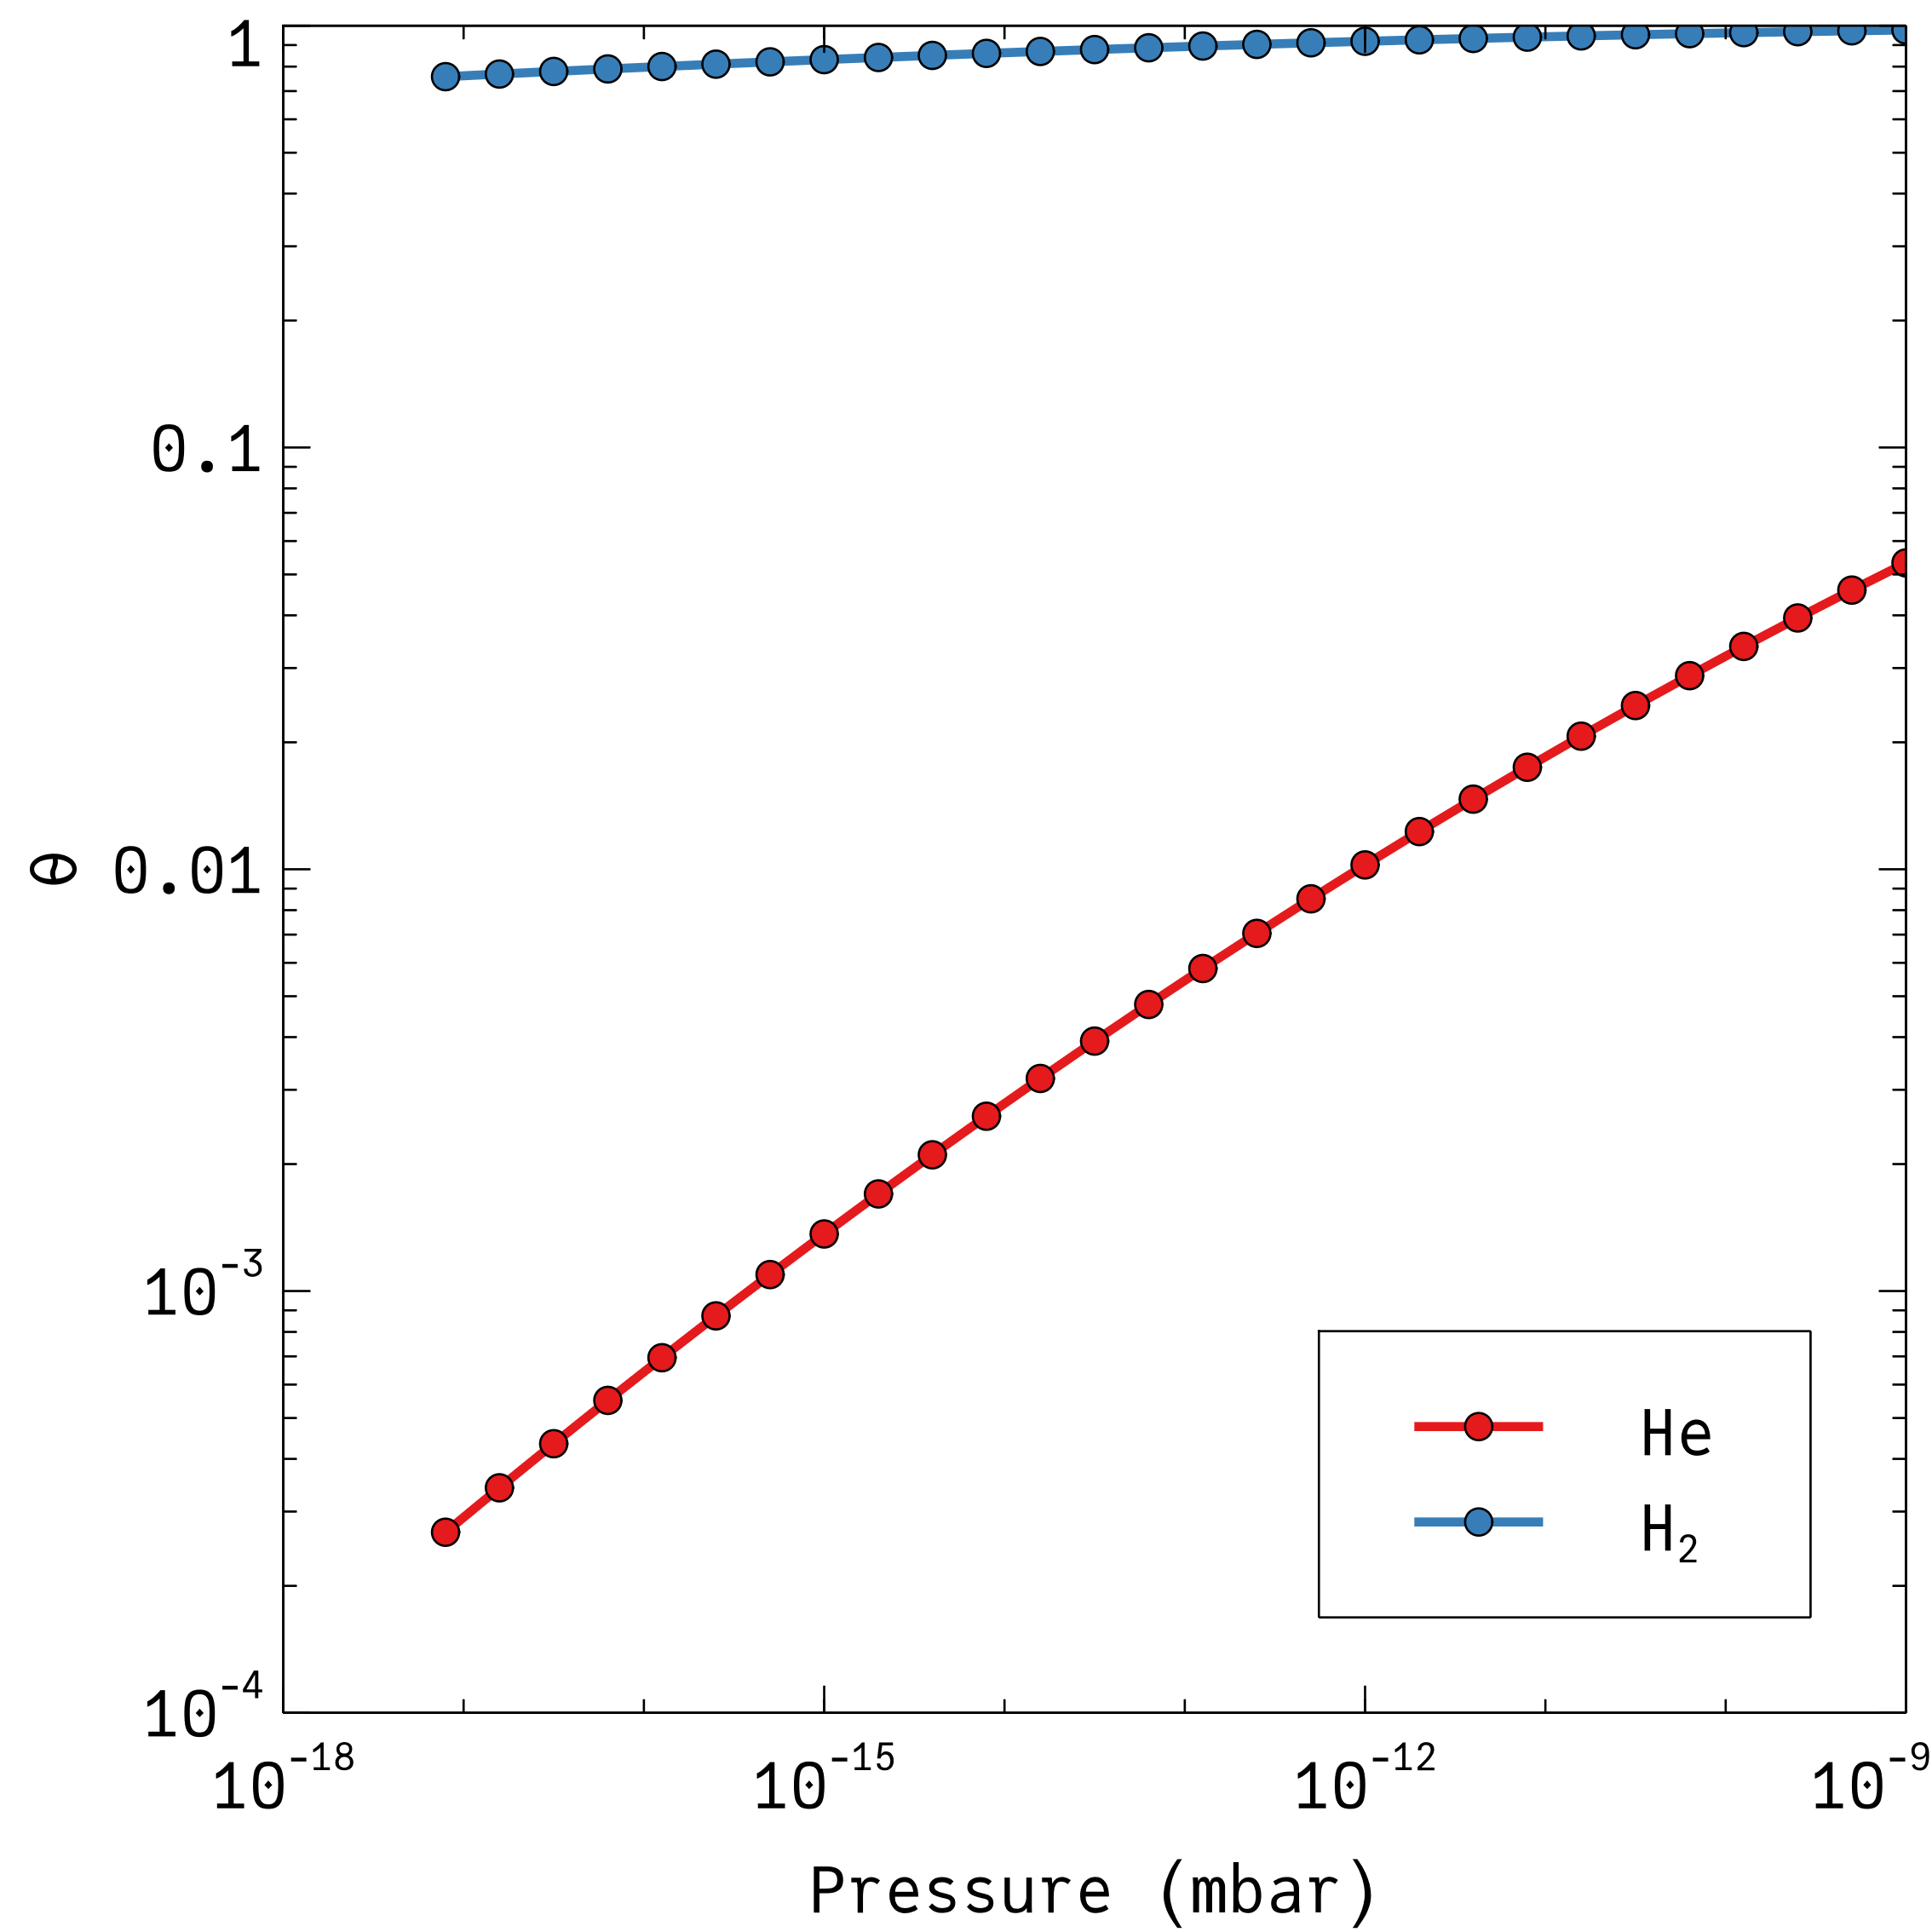 1
0.1
0.01
θ
10⁻³
10⁻⁴
He
H₂
10⁻¹⁸ 10⁻¹⁵ 10⁻¹² 10⁻⁹
Pressure (mbar)